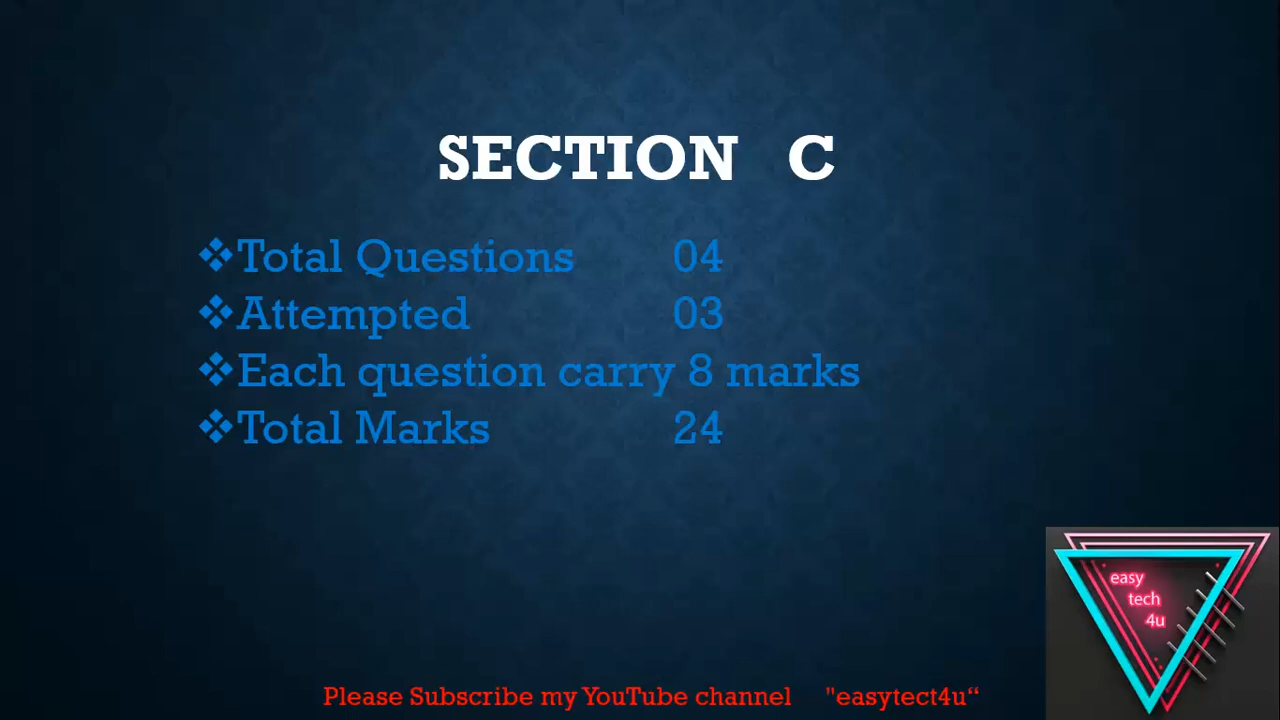 SECTION C
❖Total Questions 04
❖Attempted 03
❖Each question carry 8 marks
❖Total Marks 24
easy
tech
4u
Please Subscribe my YouTube channel "easytect4u“